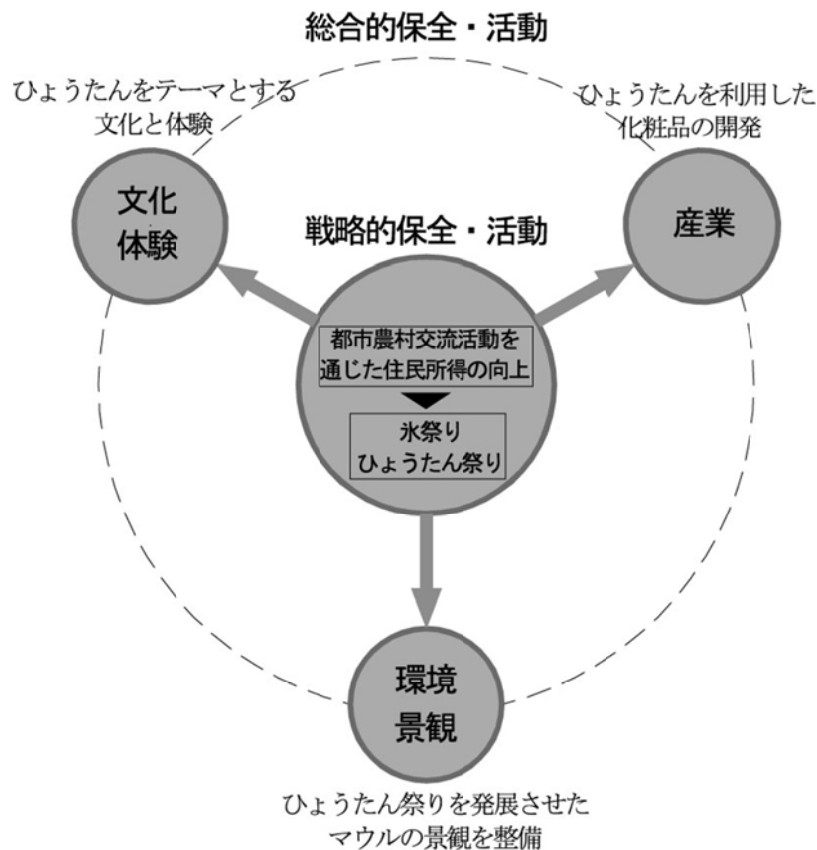 総合的保全・活動
ひょうたんをテーマとする
文化と体験
ひょうたんを利用した
化粧品の開発
文化
体験
産業
戦略的保全・活動
都市農村交流活動を
通じた住民所得の向上
氷祭り
ひょうたん祭り
環境
景観
ひょうたん祭りを発展させた
マウルの景観を整備